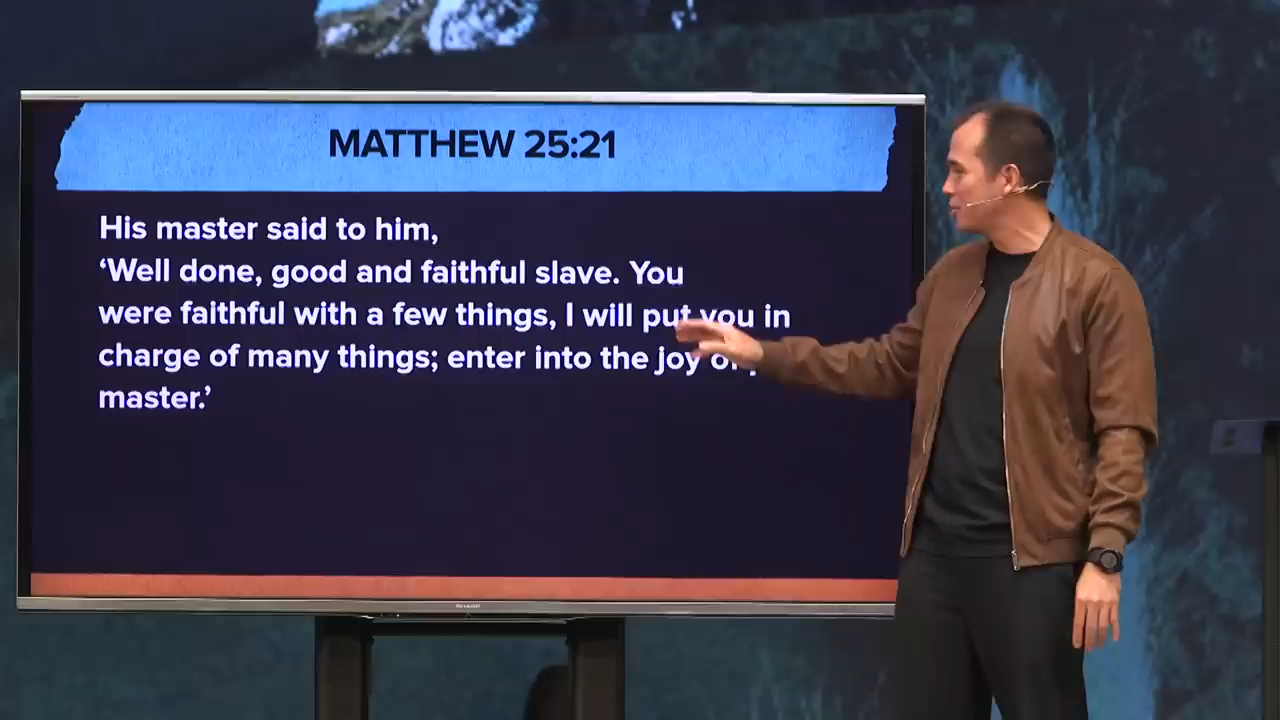 MATTHEW 25:21
His master said to him,
‘Well done, good and faithful slave. You
were faithful with a few things, I will put you in
charge of many things; enter into the joy
master.’
SHARP